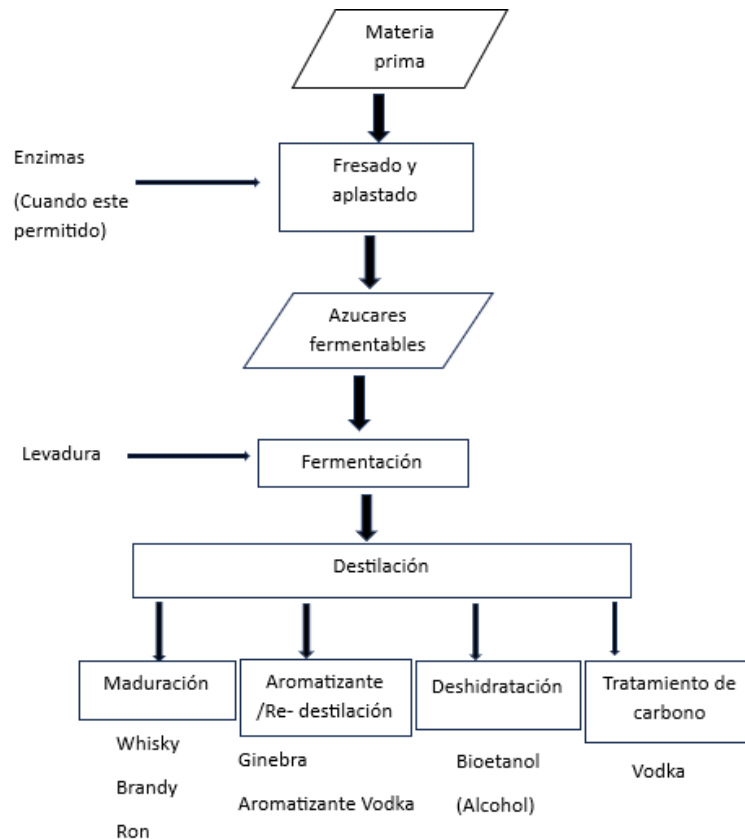 Materia
prima
Enzimas
(Cuando este
permitido)
Fresado y
aplastado
Azucares
fermentables
Levadura
Fermentación
Destilación
Maduración
Aromatizante
/Re- destilación
Deshidratación
Tratamiento de
carbono
Whisky
Brandy
Ron
Ginebra
Aromatizante Vodka
Bioetanol
(Alcohol)
Vodka